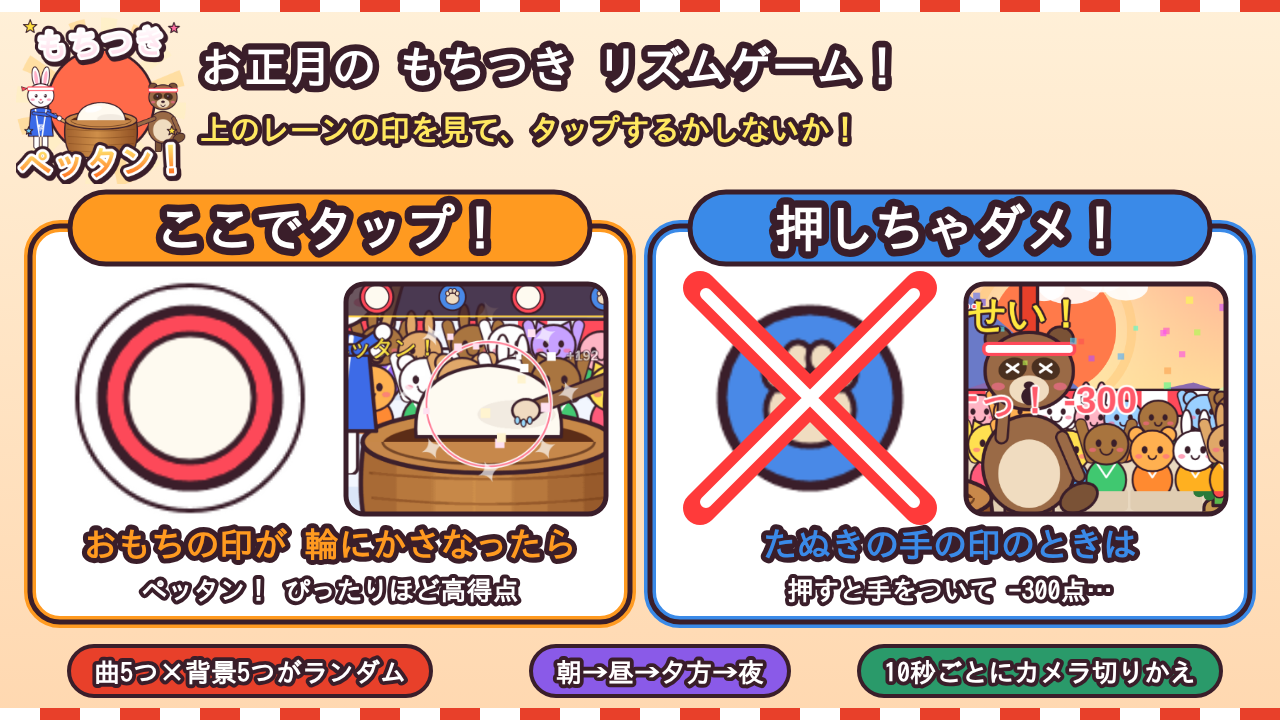 もちつき
ペッタン！
お正月の もちつき リズムゲーム！
上のレーンの印を見て、タップするかしないか！
ここでタップ！
ッタン！
+192
おもちの印が 輪にかさなったら
ペッタン！ ぴったりほど高得点
押しちゃダメ！
せい！
っ！ -300
たぬきの手の印のときは
押すと手をついて -300点…
曲5つ×背景5つがランダム
朝→昼→夕方→夜
10秒ごとにカメラ切りかえ